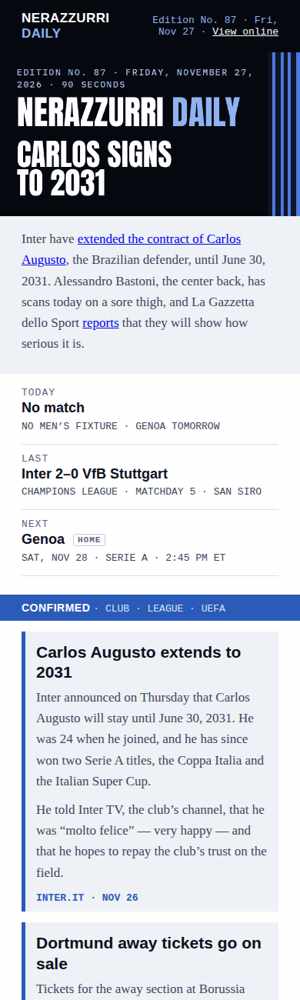 NERAZZURRI
DAILY
Edition No. 87 · Fri,
Nov 27 · View online
EDITION NO. 87 · FRIDAY, NOVEMBER 27,
2026 · 90 SECONDS
NERAZZURRI DAILY
CARLOS SIGNS
TO 2031
Inter have extended the contract of Carlos
Augusto, the Brazilian defender, until June 30,
2031. Alessandro Bastoni, the center back, has
scans today on a sore thigh, and La Gazzetta
dello Sport reports that they will show how
serious it is.
TODAY
No match
NO MEN’S FIXTURE · GENOA TOMORROW
LAST
Inter 2–0 VfB Stuttgart
CHAMPIONS LEAGUE · MATCHDAY 5 · SAN SIRO
NEXT
Genoa HOME
SAT, NOV 28 · SERIE A · 2:45 PM ET
CONFIRMED · CLUB · LEAGUE · UEFA
Carlos Augusto extends to
2031
Inter announced on Thursday that Carlos
Augusto will stay until June 30, 2031. He
was 24 when he joined, and he has since
won two Serie A titles, the Coppa Italia and
the Italian Super Cup.
He told Inter TV, the club’s channel, that he
was “molto felice” — very happy — and
that he hopes to repay the club’s trust on the
field.
INTER.IT · NOV 26
Dortmund away tickets go on
sale
Tickets for the away section at Borussia